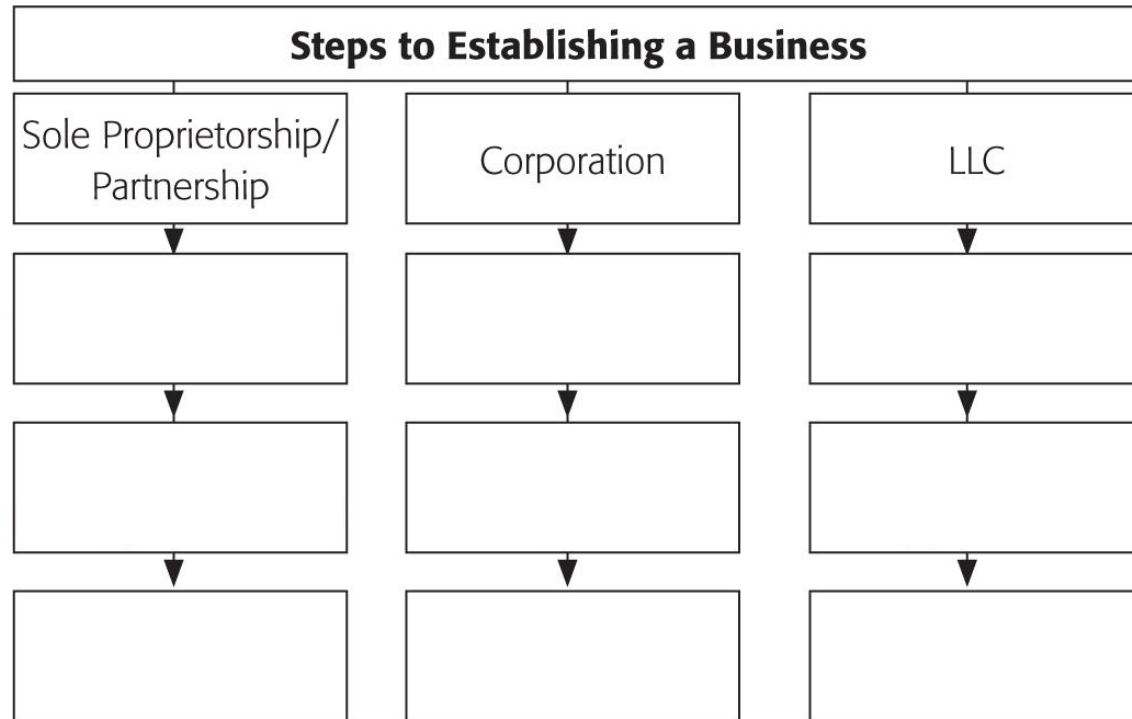 Steps to Establishing a Business
Sole Proprietorship/
Partnership
Corporation
LLC